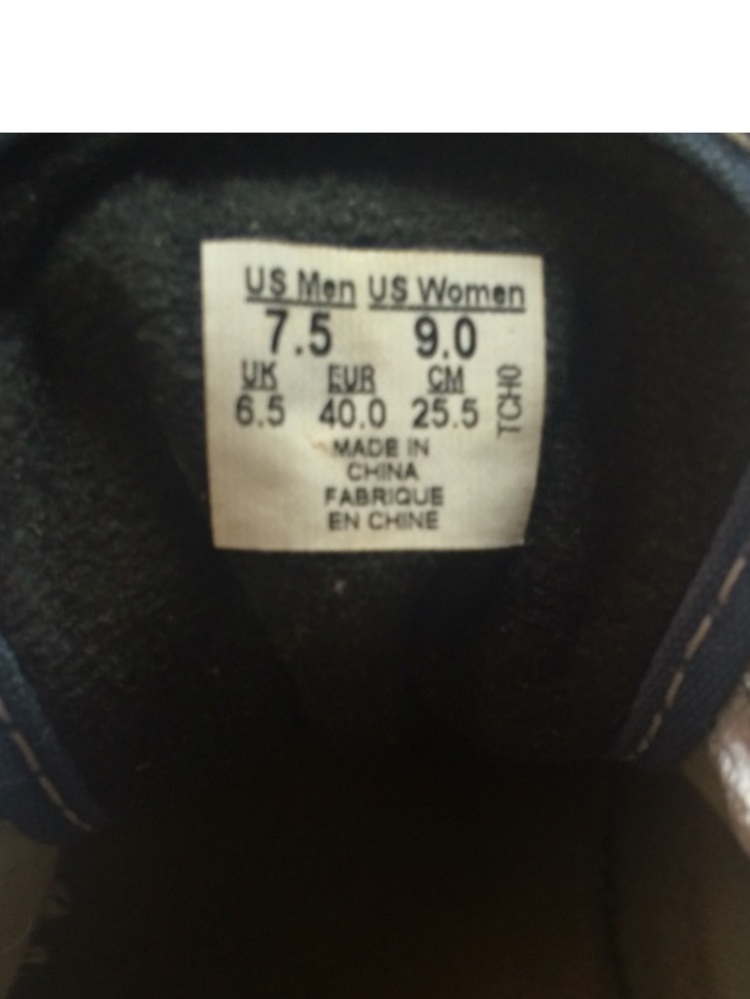 US Men US Women
7.5 9.0
UK EUR CM
6.5 40.0 25.5
TCHO
MADE IN
CHINA
FABRIQUE
EN CHINE